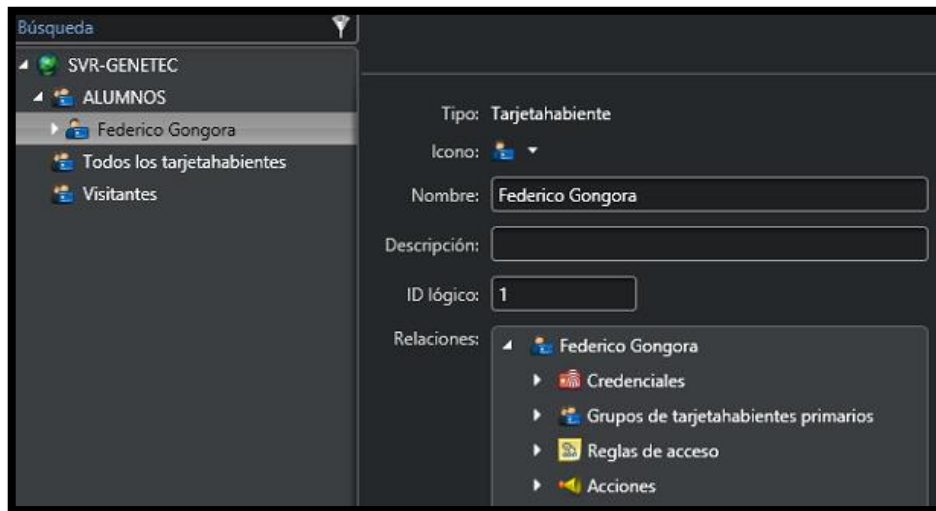 Búsqueda
SVR-GENETEC
ALUMNOS
Federico Gongora
Todos los tarjetahabientes
Visitantes
Tipo: Tarjetahabiente
Icono:
Nombre: Federico Gongora
Descripción:
ID lógico: 1
Relaciones: Federico Gongora
Credenciales
Grupos de tarjetahabientes primarios
Reglas de acceso
Acciones